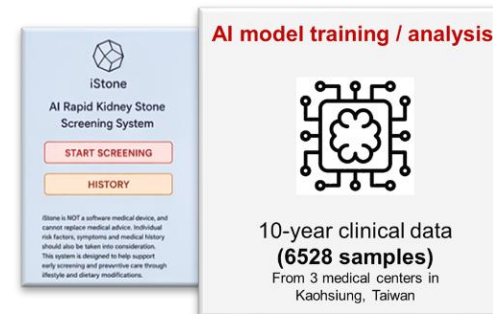 iStone
AI Rapid Kidney Stone
Screening System
START SCREENING
HISTORY
iStone is NOT a software medical device, and
cannot replace medical advice. Individual
risk factors, symptoms and medical history
should also be taken into consideration.
This system is designed to help support
early screening and preventive care through
lifestyle and dietary modifications.
AI model training / analysis
10-year clinical data
(6528 samples)
From 3 medical centers in
Kaohsiung, Taiwan